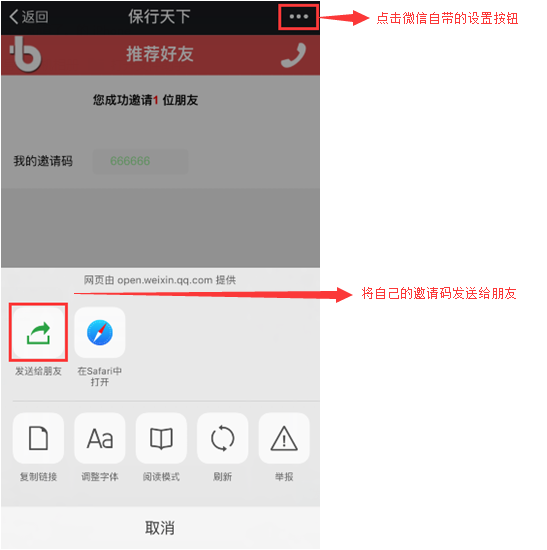 返回
保行天下
点击微信自带的设置按钮
推荐好友
您成功邀请1 位朋友
我的邀请码
666666
网页由 open.weixin.qq.com 提供
将自己的邀请码发送给朋友
发送给朋友
在Safari中
打开
复制链接
Aa
调整字体
阅读模式
刷新
举报
取消